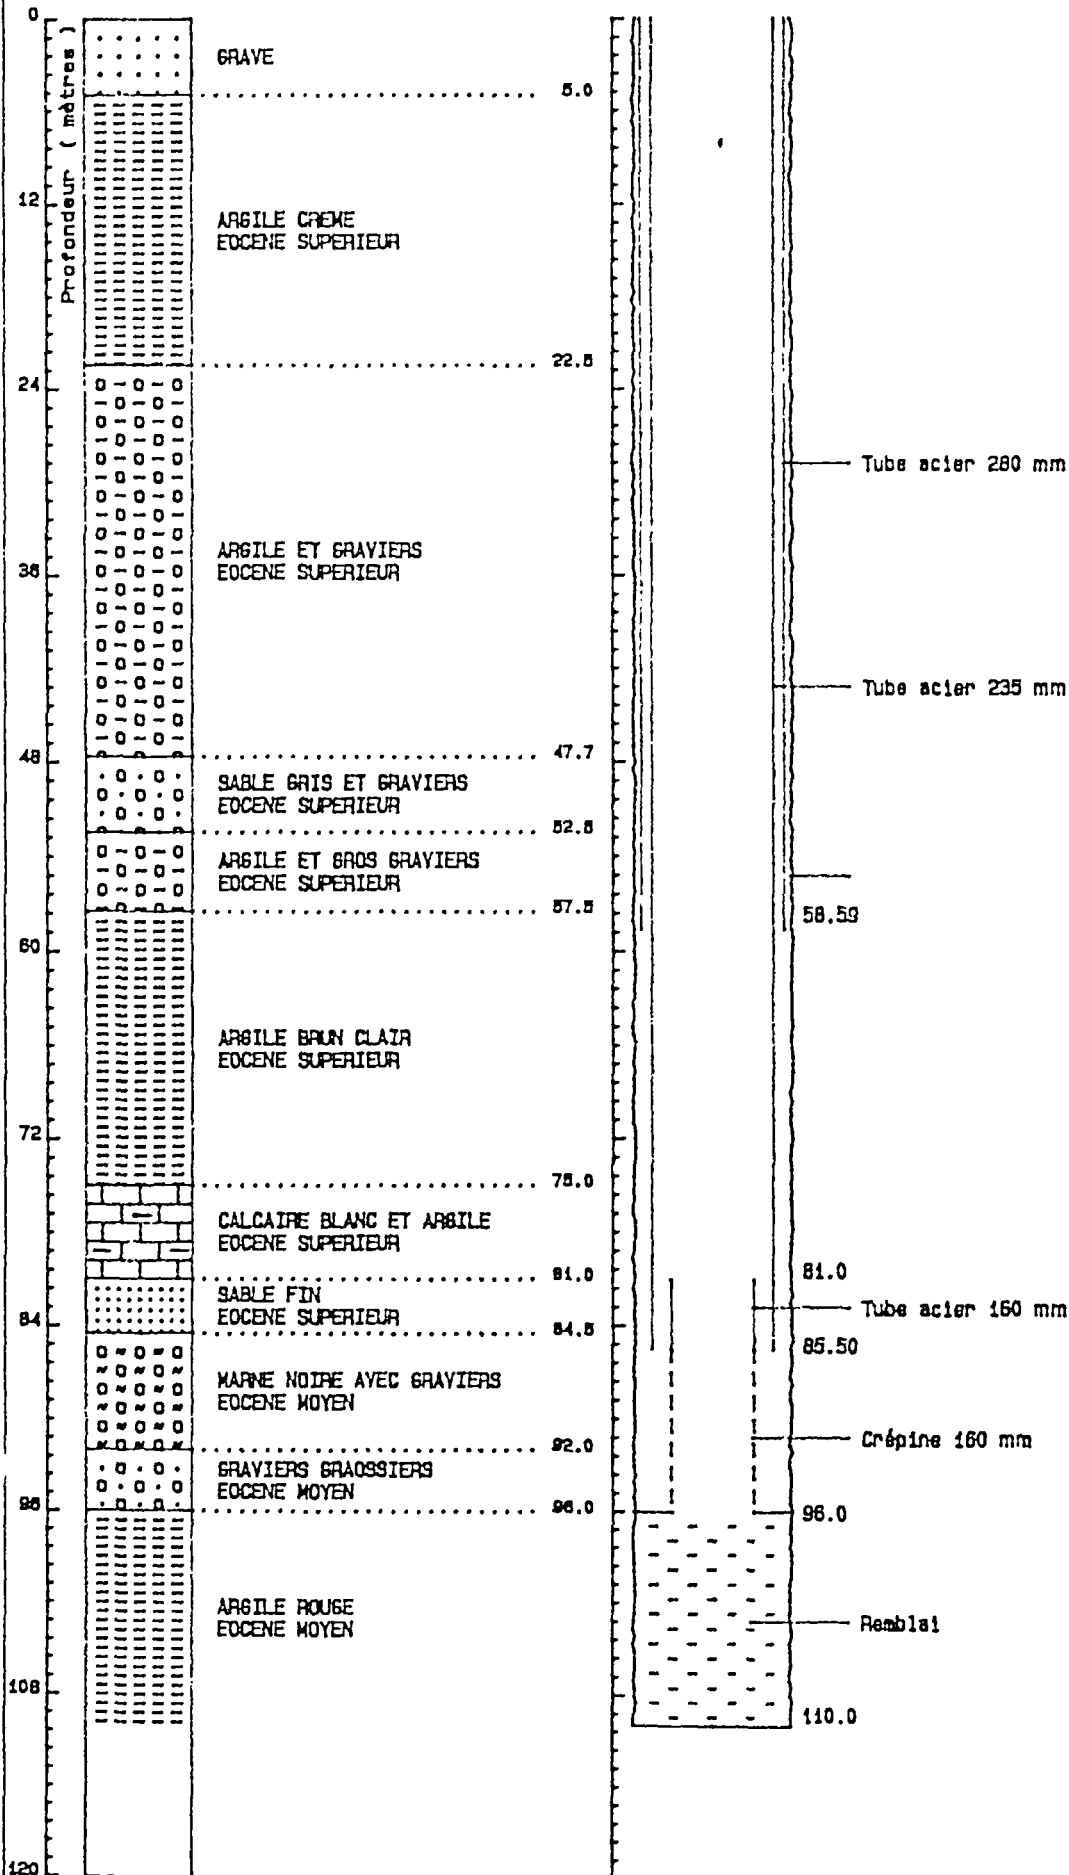 0
Profondeur ( mètres )
GRAVE
5.0
12
ARGILE CREME
EOCENE SUPERIEUR
22.5
24
Tube acier 280 mm
ARGILE ET GRAVIERS
EOCENE SUPERIEUR
36
Tube acier 235 mm
47.7
48
SABLE GRIS ET GRAVIERS
EOCENE SUPERIEUR
52.5
ARGILE ET GROS GRAVIERS
EOCENE SUPERIEUR
57.5
58.59
60
ARGILE BRUN CLAIR
EOCENE SUPERIEUR
72
75.0
CALCAIRE BLANC ET ARGILE
EOCENE SUPERIEUR
81.0
81.0
SABLE FIN
EOCENE SUPERIEUR
Tube acier 160 mm
84
84.5
85.50
MARNE NOIRE AVEC GRAVIERS
EOCENE MOYEN
Crépine 160 mm
92.0
GRAVIERS GRAOSSIERS
EOCENE MOYEN
96
96.0
96.0
ARGILE ROUGE
EOCENE MOYEN
Remblai
108
110.0
120